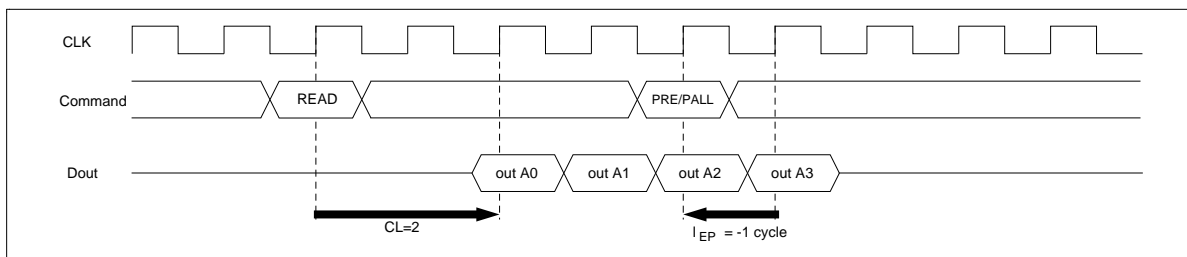 CLK
Command READ PRE/PALL
Dout out A0 out A1 out A2 out A3
CL=2 l EP = -1 cycle